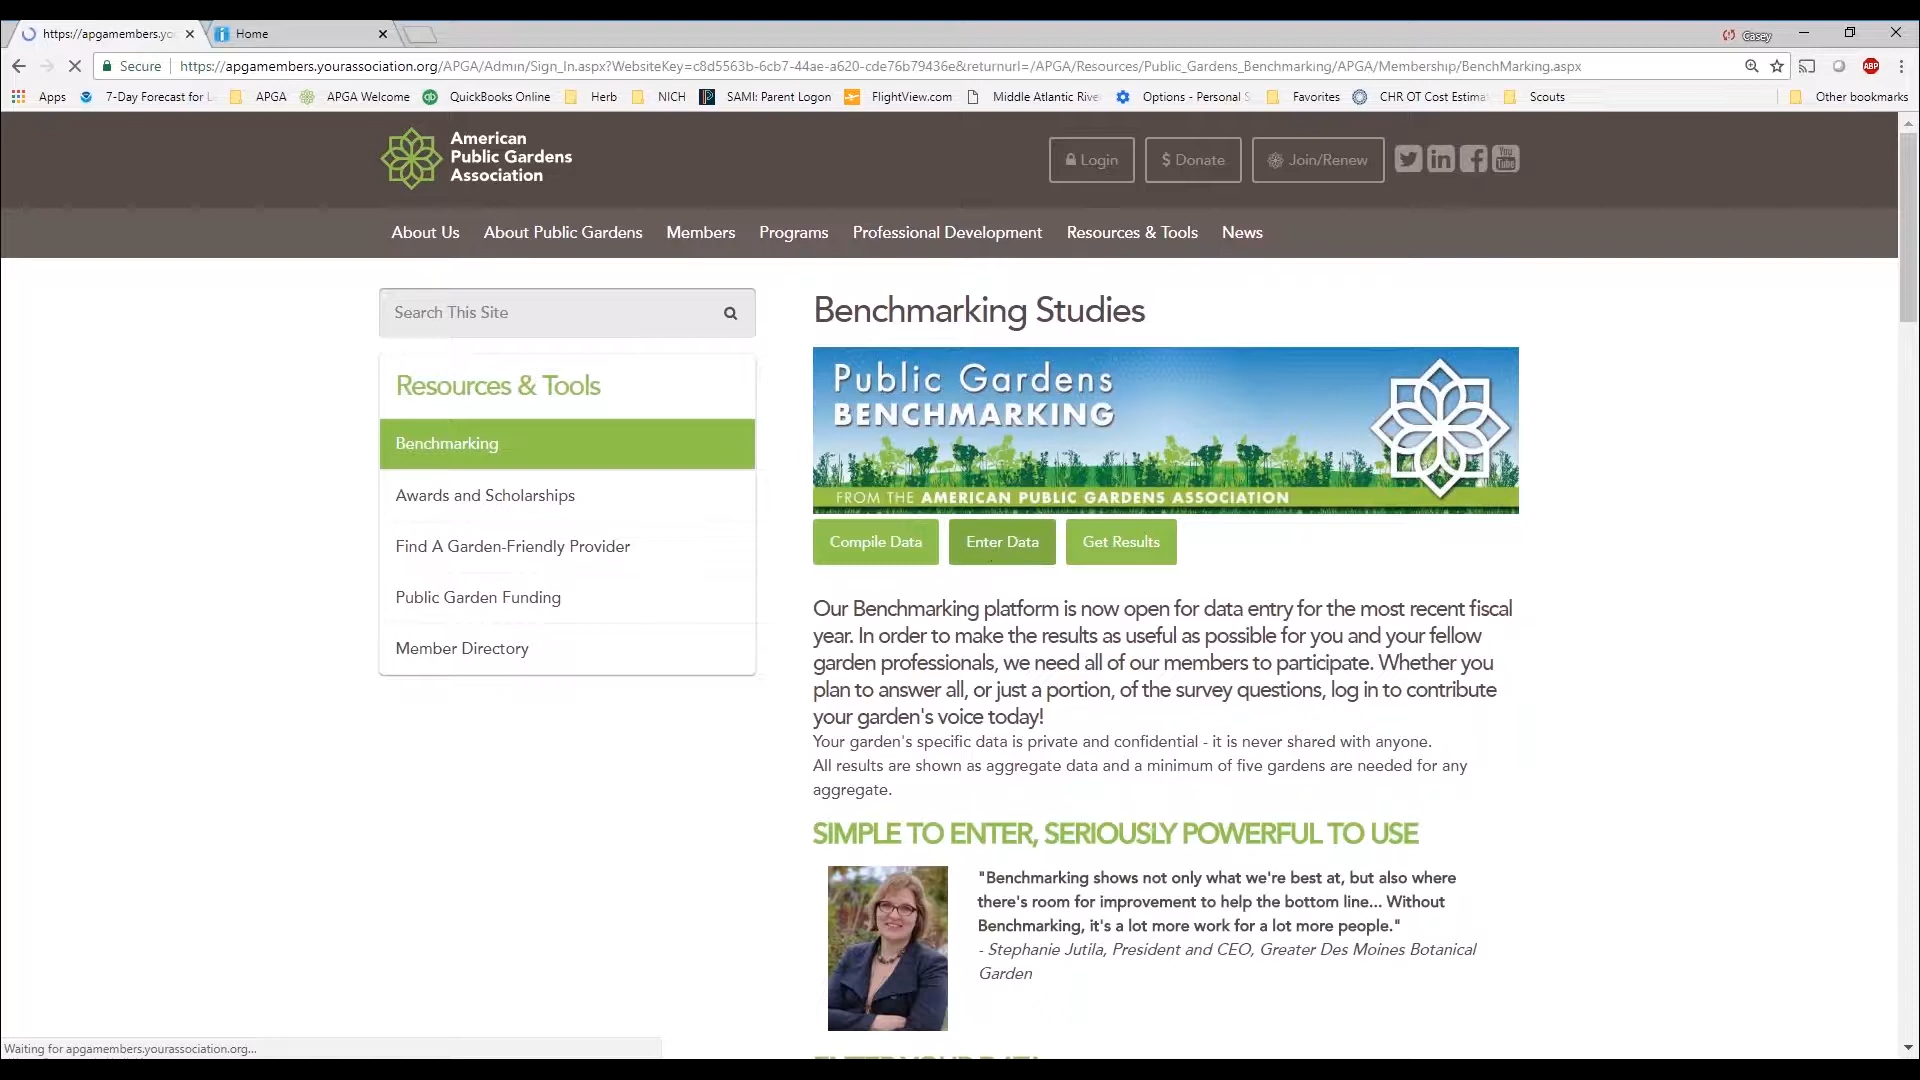 https://apgamembers.yo
Home
Casey
Secure
https://apgamembers.yourassociation.org/APGA/Admin/Sign_In.aspx?WebsiteKey=c8d5563b-6cb7-44ae-a620-cde76b79436e&returnurl=/APGA/Resources/Public_Gardens_Benchmarking/APGA/Membership/BenchMarking.aspx
ABP
Apps
7-Day Forecast for L
APGA
APGA Welcome
QuickBooks Online
Herb
NICH
SAMI: Parent Logon
FlightView.com
Middle Atlantic Rive
Options - Personal S
Favorites
CHR OT Cost Estima
Scouts
Other bookmarks
American
Public Gardens
Association
Login
$ Donate
Join/Renew
You
Tube
About Us
About Public Gardens
Members
Programs
Professional Development
Resources & Tools
News
Search This Site
Resources & Tools
Benchmarking
Awards and Scholarships
Find A Garden-Friendly Provider
Public Garden Funding
Member Directory
Benchmarking Studies
Public Gardens
BENCHMARKING
FROM THE AMERICAN PUBLIC GARDENS ASSOCIATION
Compile Data
Enter Data
Get Results
Our Benchmarking platform is now open for data entry for the most recent fiscal
year. In order to make the results as useful as possible for you and your fellow
garden professionals, we need all of our members to participate. Whether you
plan to answer all, or just a portion, of the survey questions, log in to contribute
your garden's voice today!
Your garden's specific data is private and confidential - it is never shared with anyone.
All results are shown as aggregate data and a minimum of five gardens are needed for any
aggregate.
SIMPLE TO ENTER, SERIOUSLY POWERFUL TO USE
"Benchmarking shows not only what we're best at, but also where
there's room for improvement to help the bottom line... Without
Benchmarking, it's a lot more work for a lot more people."
- Stephanie Jutila, President and CEO, Greater Des Moines Botanical
Garden
Waiting for apgamembers.yourassociation.org...